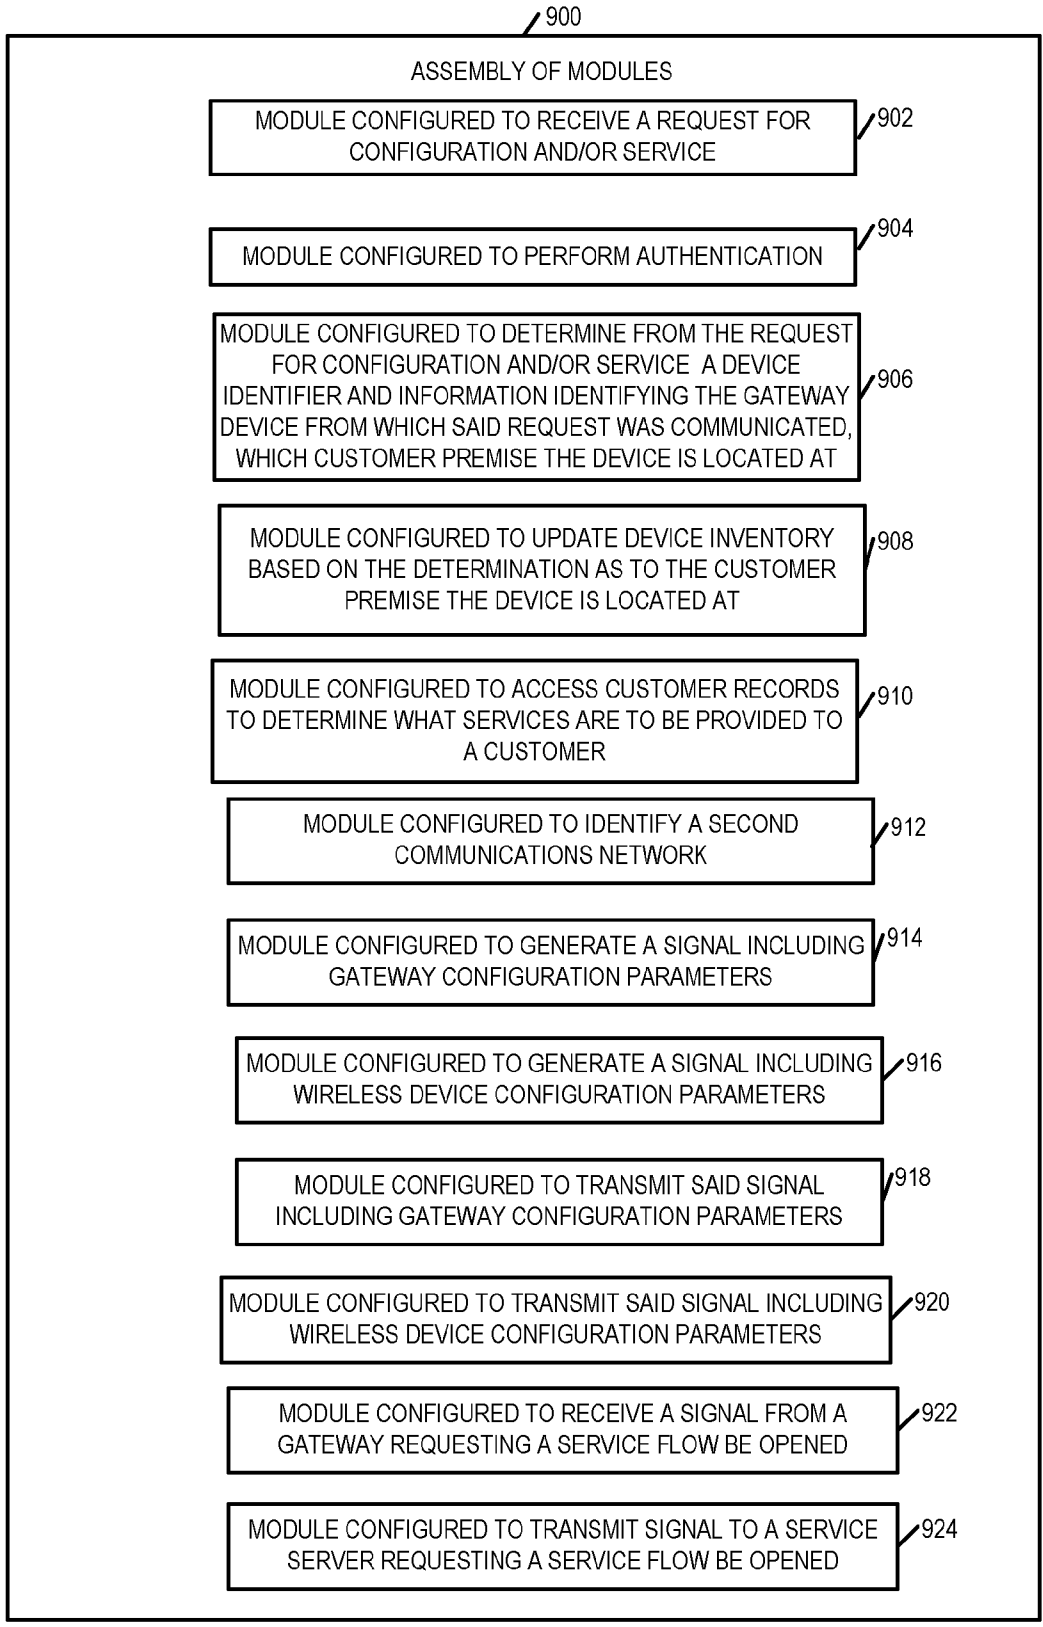 900
ASSEMBLY OF MODULES
MODULE CONFIGURED TO RECEIVE A REQUEST FOR
CONFIGURATION AND/OR SERVICE
902
MODULE CONFIGURED TO PERFORM AUTHENTICATION
904
MODULE CONFIGURED TO DETERMINE FROM THE REQUEST
FOR CONFIGURATION AND/OR SERVICE A DEVICE
IDENTIFIER AND INFORMATION IDENTIFYING THE GATEWAY
DEVICE FROM WHICH SAID REQUEST WAS COMMUNICATED,
WHICH CUSTOMER PREMISE THE DEVICE IS LOCATED AT
906
MODULE CONFIGURED TO UPDATE DEVICE INVENTORY
BASED ON THE DETERMINATION AS TO THE CUSTOMER
PREMISE THE DEVICE IS LOCATED AT
908
MODULE CONFIGURED TO ACCESS CUSTOMER RECORDS
TO DETERMINE WHAT SERVICES ARE TO BE PROVIDED TO
A CUSTOMER
910
MODULE CONFIGURED TO IDENTIFY A SECOND
COMMUNICATIONS NETWORK
912
MODULE CONFIGURED TO GENERATE A SIGNAL INCLUDING
GATEWAY CONFIGURATION PARAMETERS
914
MODULE CONFIGURED TO GENERATE A SIGNAL INCLUDING
WIRELESS DEVICE CONFIGURATION PARAMETERS
916
MODULE CONFIGURED TO TRANSMIT SAID SIGNAL
INCLUDING GATEWAY CONFIGURATION PARAMETERS
918
MODULE CONFIGURED TO TRANSMIT SAID SIGNAL INCLUDING
WIRELESS DEVICE CONFIGURATION PARAMETERS
920
MODULE CONFIGURED TO RECEIVE A SIGNAL FROM A
GATEWAY REQUESTING A SERVICE FLOW BE OPENED
922
MODULE CONFIGURED TO TRANSMIT SIGNAL TO A SERVICE
SERVER REQUESTING A SERVICE FLOW BE OPENED
924